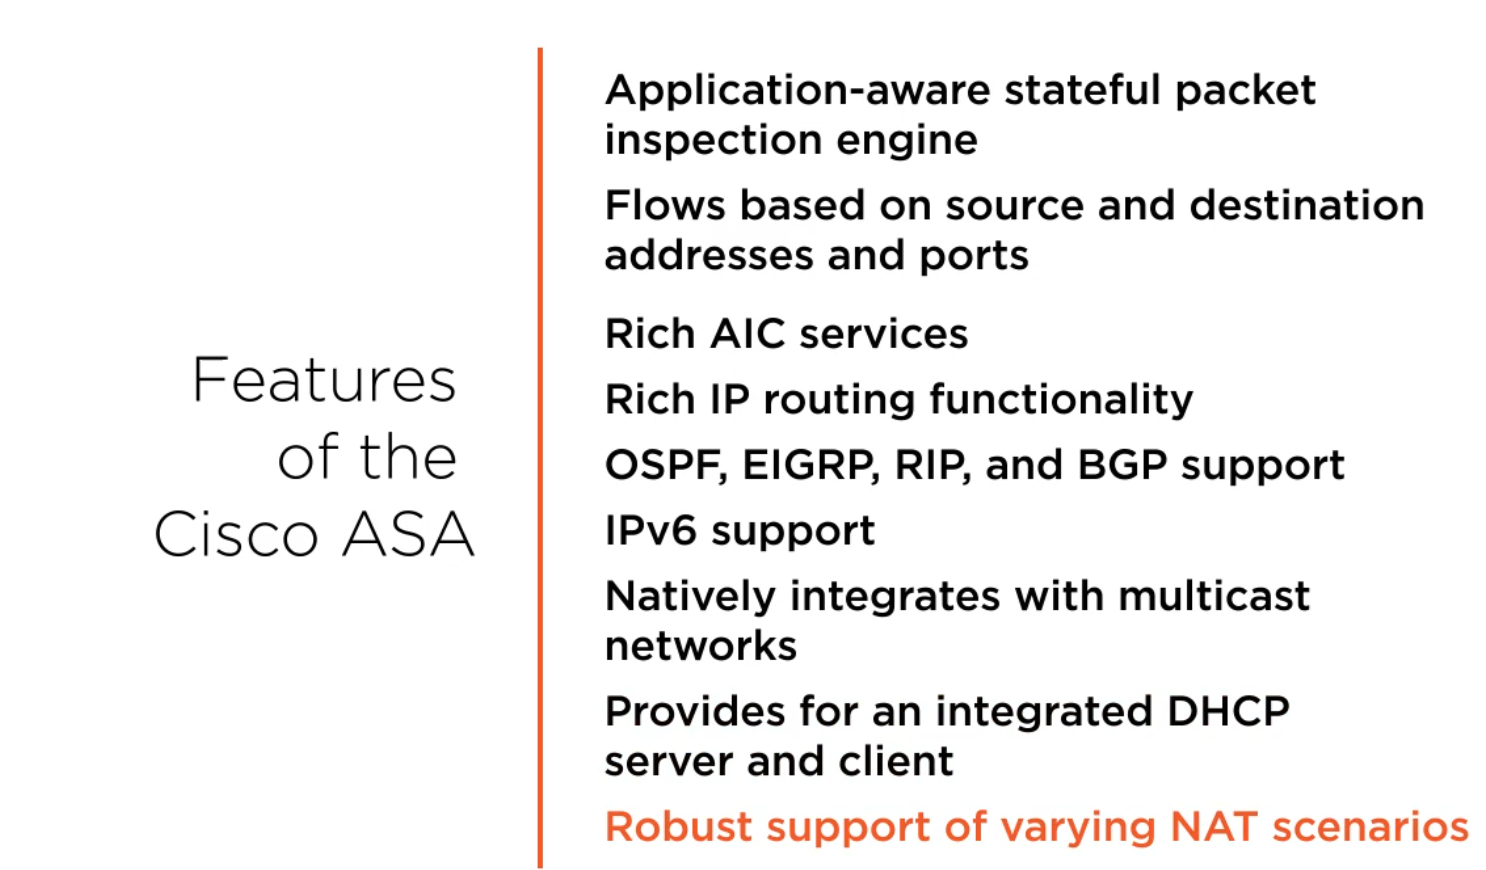 Features
of the
Cisco ASA
Application-aware stateful packet
inspection engine
Flows based on source and destination
addresses and ports
Rich AIC services
Rich IP routing functionality
OSPF, EIGRP, RIP, and BGP support
IPv6 support
Natively integrates with multicast
networks
Provides for an integrated DHCP
server and client
Robust support of varying NAT scenarios